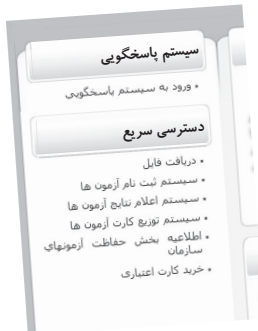 سیستم پاسخگویی
• ورود به سیستم پاسخگویی
دسترسی سریع
• دریافت فایل
• سیستم ثبت نام آزمون ها
• سیستم اعلام نتایج آزمون ها
• سیستم توزیع کارت آزمون ها
• اطلاعیه بخش حفاظت آزمونهای
سازمان
• خرید کارت اعتباری